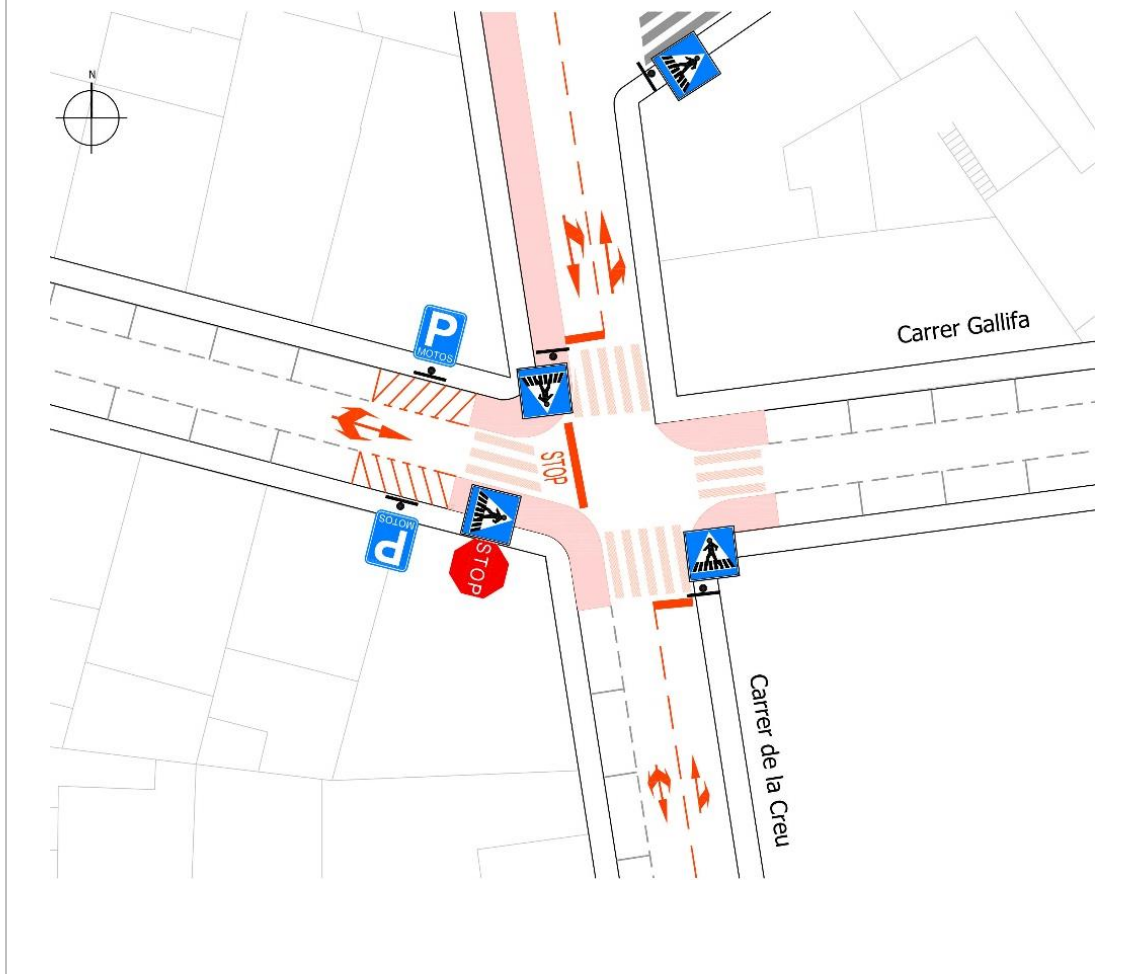 N
P
MOTOS
Carrer Gallifa
STOP
P
MOTOS
STOP
Carrer de la Creu